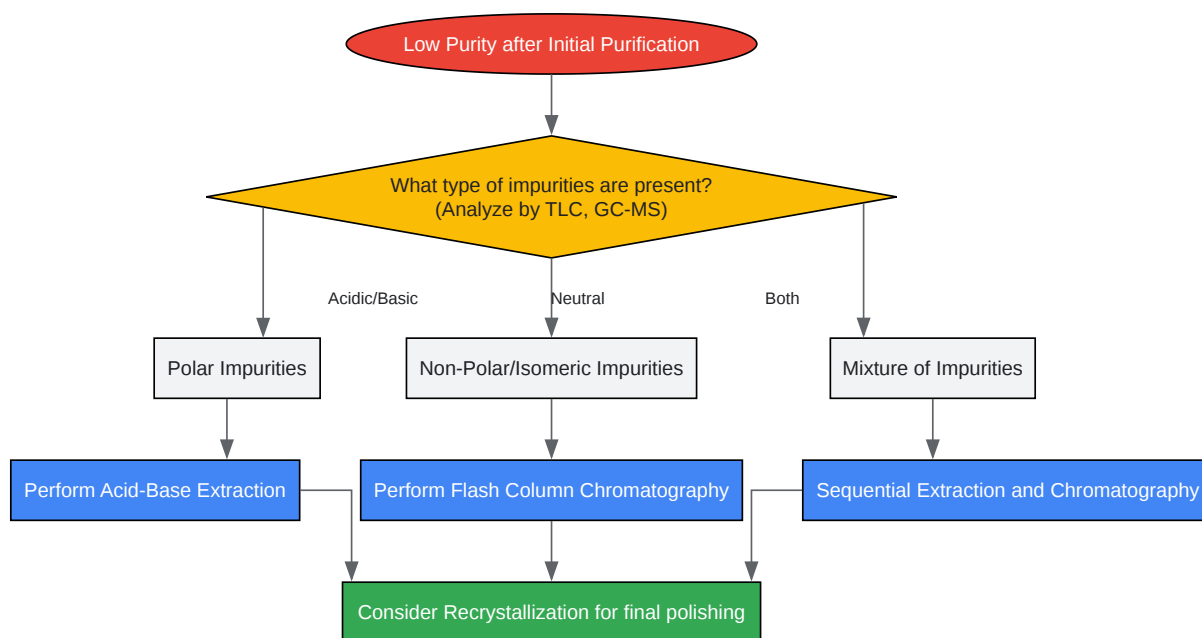 Low Purity after Initial Purification
What type of impurities are present?
(Analyze by TLC, GC-MS)
Acidic/Basic
Neutral
Both
Polar Impurities
Non-Polar/Isomeric Impurities
Mixture of Impurities
Perform Acid-Base Extraction
Perform Flash Column Chromatography
Sequential Extraction and Chromatography
Consider Recrystallization for final polishing